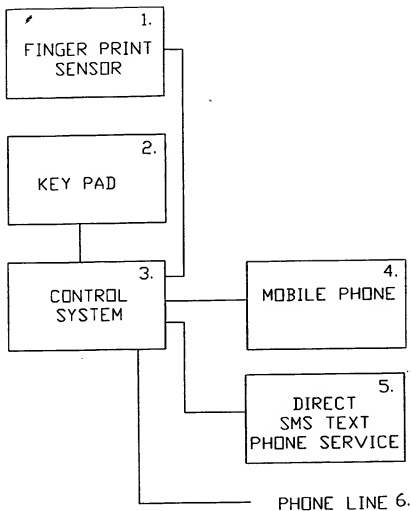 1.
FINGER PRINT
SENSOR
2.
KEY PAD
3.
CONTROL
SYSTEM
4.
MOBILE PHONE
5.
DIRECT
SMS TEXT
PHONE SERVICE
PHONE LINE 6.